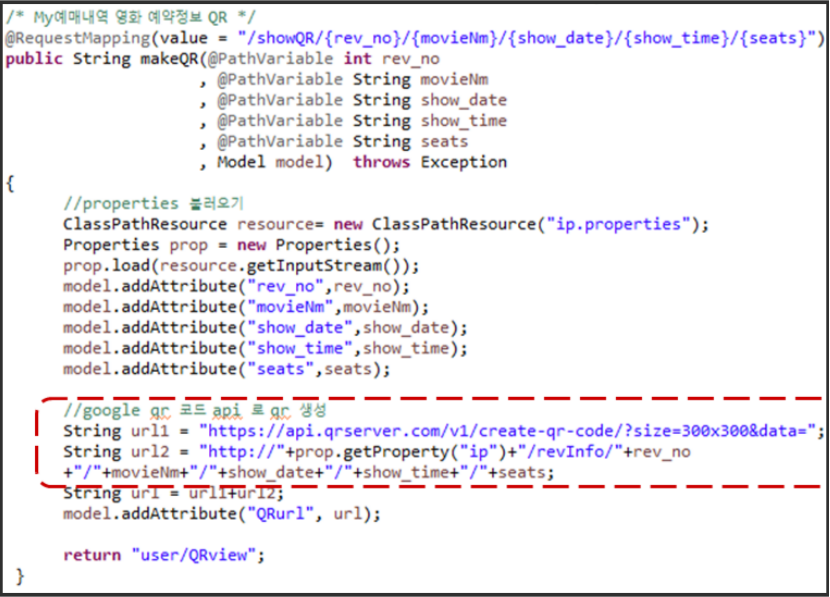 /* My예매내역 영화 예약정보 QR */
@RequestMapping(value = "/showQR/{rev_no}/{movieNm}/{show_date}/{show_time}/{seats}")
public String makeQR(@PathVariable int rev_no
, @PathVariable String movieNm
, @PathVariable String show_date
, @PathVariable String show_time
, @PathVariable String seats
, Model model)  throws Exception
{
//properties 불러오기
ClassPathResource resource= new ClassPathResource("ip.properties");
Properties prop = new Properties();
prop.load(resource.getInputStream());
model.addAttribute("rev_no",rev_no);
model.addAttribute("movieNm",movieNm);
model.addAttribute("show_date",show_date);
model.addAttribute("show_time",show_time);
model.addAttribute("seats",seats);
//google qr 코드 api 로 qr 생성
String url1 = "https://api.qrserver.com/v1/create-qr-code/?size=300x300&data=";
String url2 = "http://"+prop.getProperty("ip")+"/revInfo/"+rev_no
+"/"+movieNm+"/"+show_date+"/"+show_time+"/"+seats;
String url = url1+url2;
model.addAttribute("QRurl", url);
return "user/QRview";
}